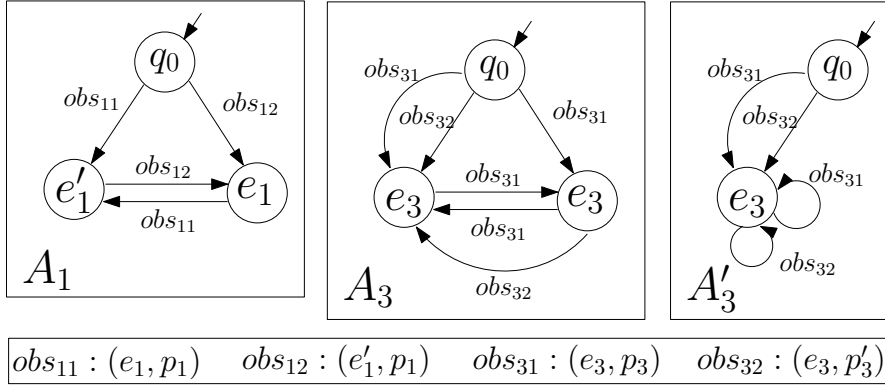 q₀
obs₁₁
obs₁₂
e′₁
obs₁₂
e₁
obs₁₁
A₁
q₀
obs₃₁
obs₃₂
obs₃₁
e₃
obs₃₁
e₃
obs₃₁
obs₃₂
A₃
q₀
obs₃₁
obs₃₂
e₃
obs₃₁
obs₃₂
A′₃
obs₁₁ : (e₁, p₁) obs₁₂ : (e′₁, p₁) obs₃₁ : (e₃, p₃) obs₃₂ : (e₃, p′₃)